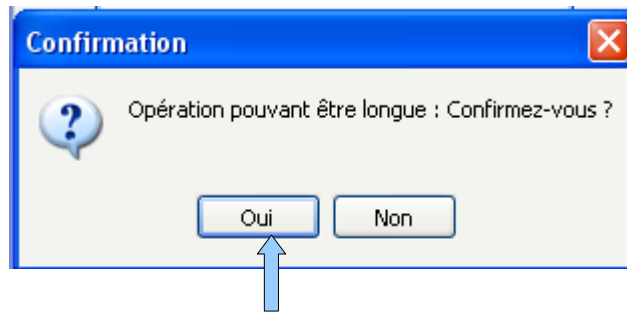 Confirmation
Opération pouvant être longue : Confirmez-vous ?
Oui
Non